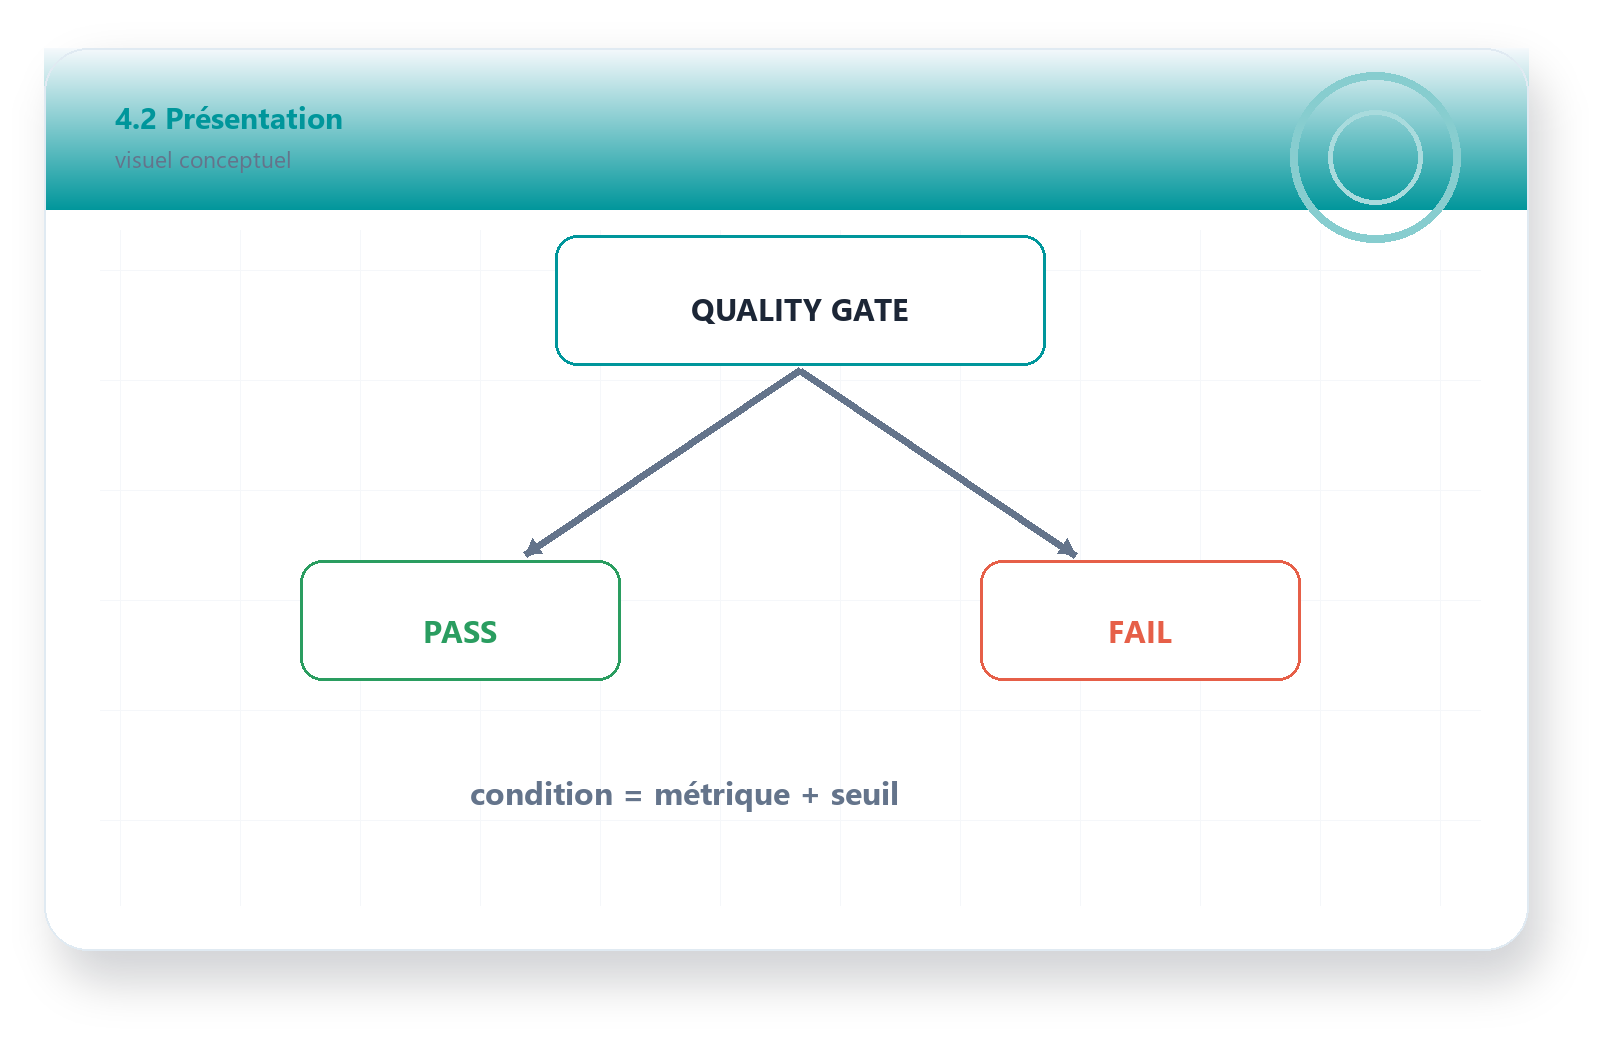 4.2 Présentation
visuel conceptuel
QUALITY GATE
PASS
FAIL
condition = métrique + seuil